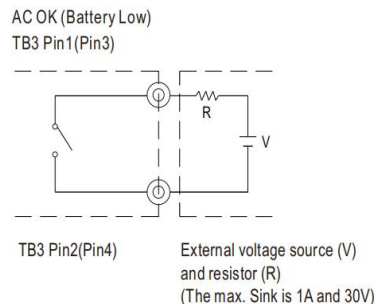 AC OK (Battery Low)
TB3 Pin1(Pin3)
R
V
TB3 Pin2(Pin4)
External voltage source (V)
and resistor (R)
(The max. Sink is 1A and 30V)